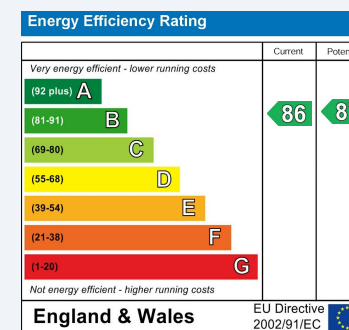 Energy Efficiency Rating
Current
Very energy efficient - lower running costs
(92 plus) A
(81-91) B
86
(69-80) C
(55-68) D
(39-54) E
(21-38) F
(1-20) G
Not energy efficient - higher running costs
England & Wales
EU Directive
2002/91/EC